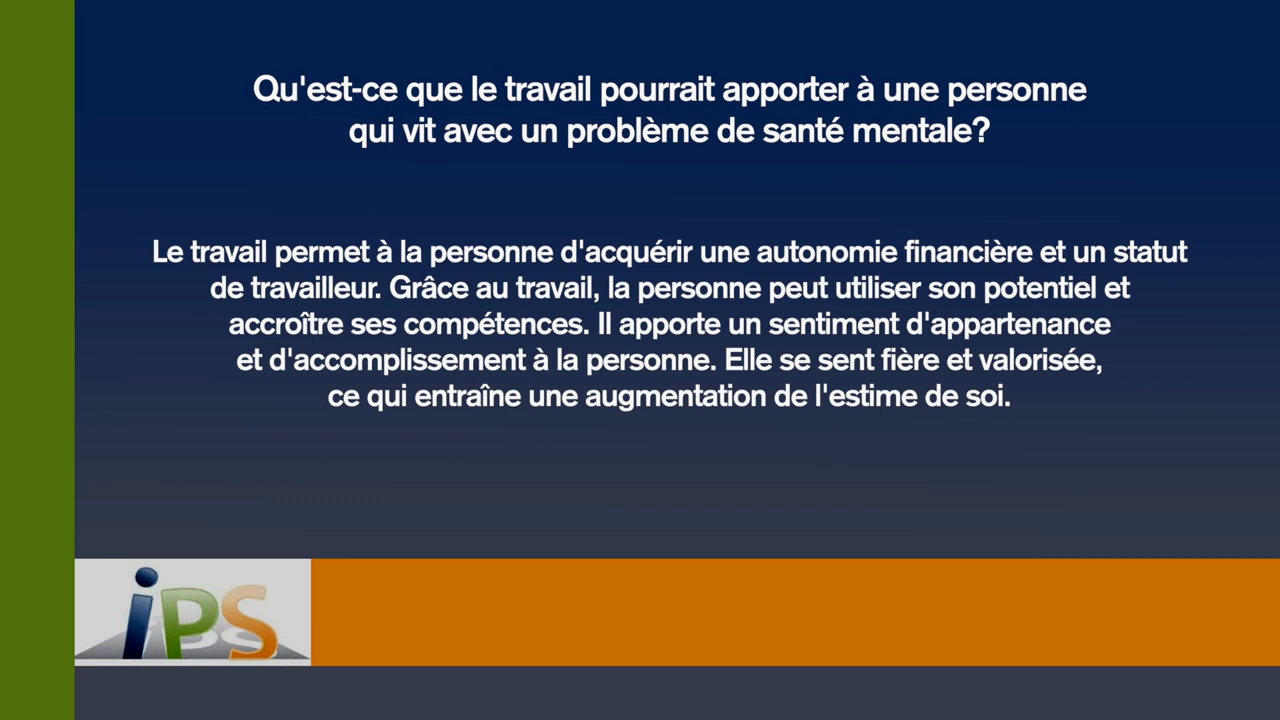 Qu'est-ce que le travail pourrait apporter à une personne
qui vit avec un problème de santé mentale?
Le travail permet à la personne d'acquérir une autonomie financière et un statut
de travailleur. Grâce au travail, la personne peut utiliser son potentiel et
accroître ses compétences. Il apporte un sentiment d'appartenance
et d'accomplissement à la personne. Elle se sent fière et valorisée,
ce qui entraîne une augmentation de l'estime de soi.
iPS